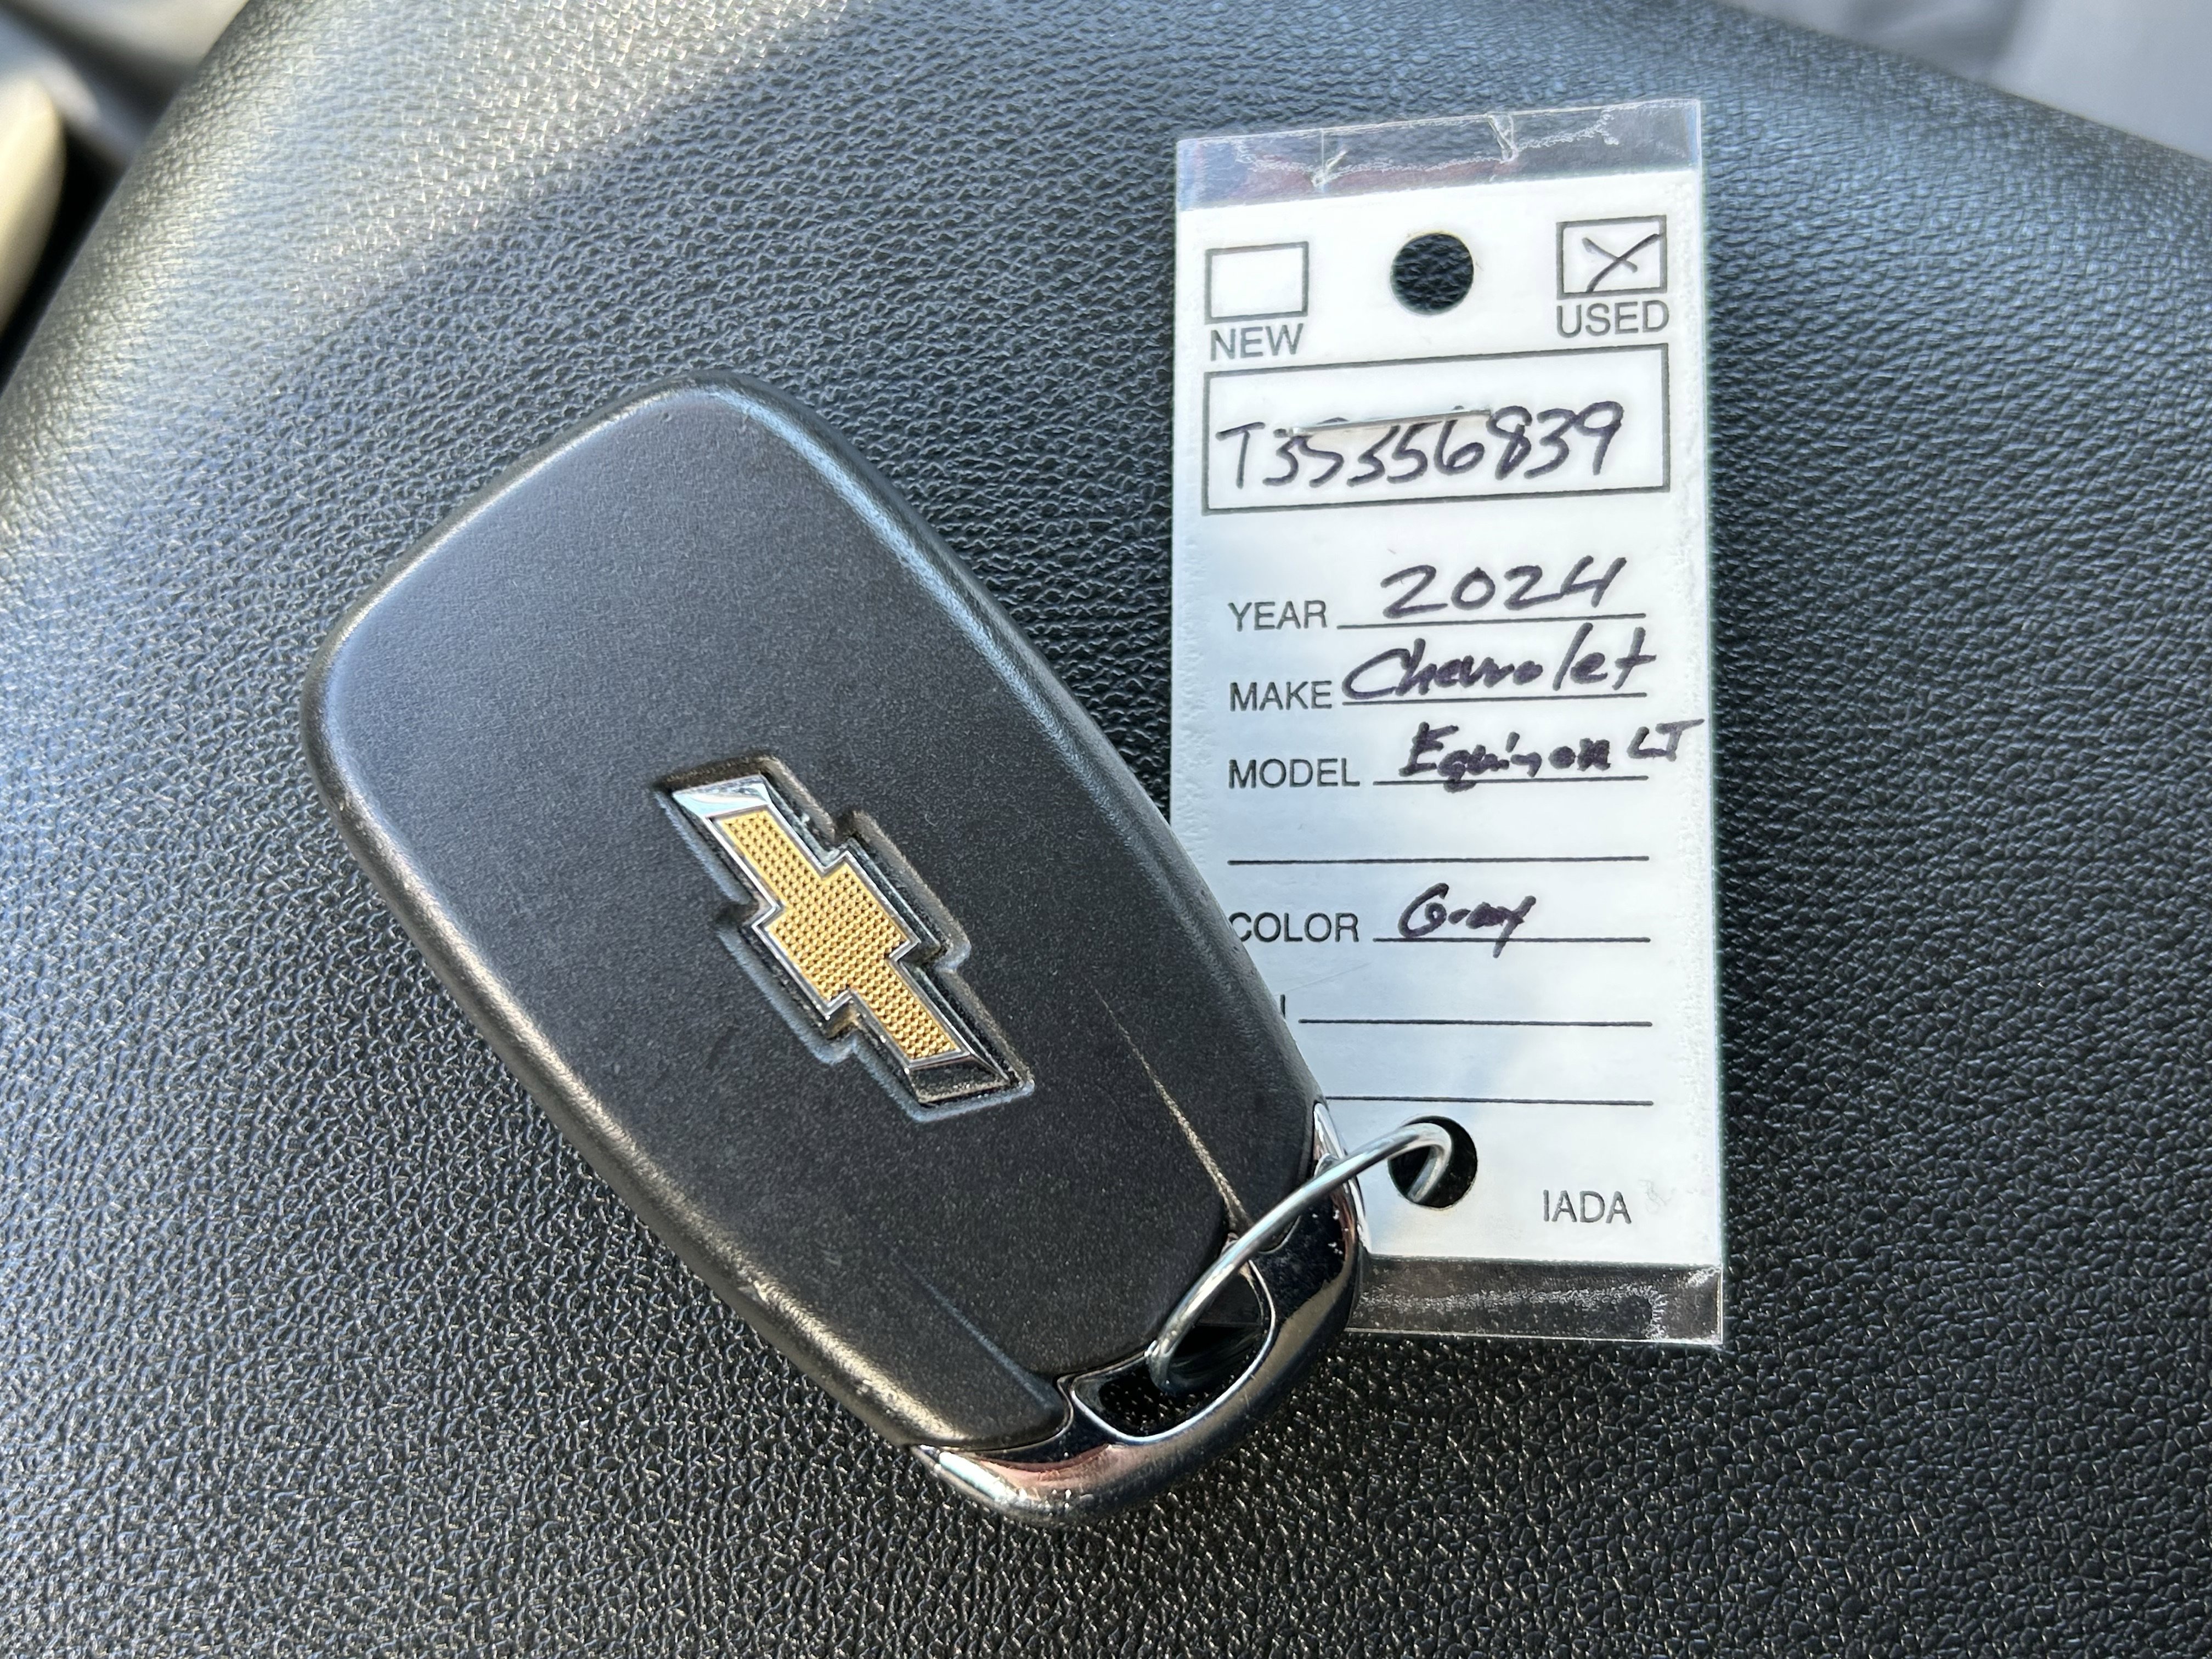 NEW
USED
T35356839
YEAR 2024
MAKE Chevrolet
MODEL Equinox LT
COLOR Gray
IADA